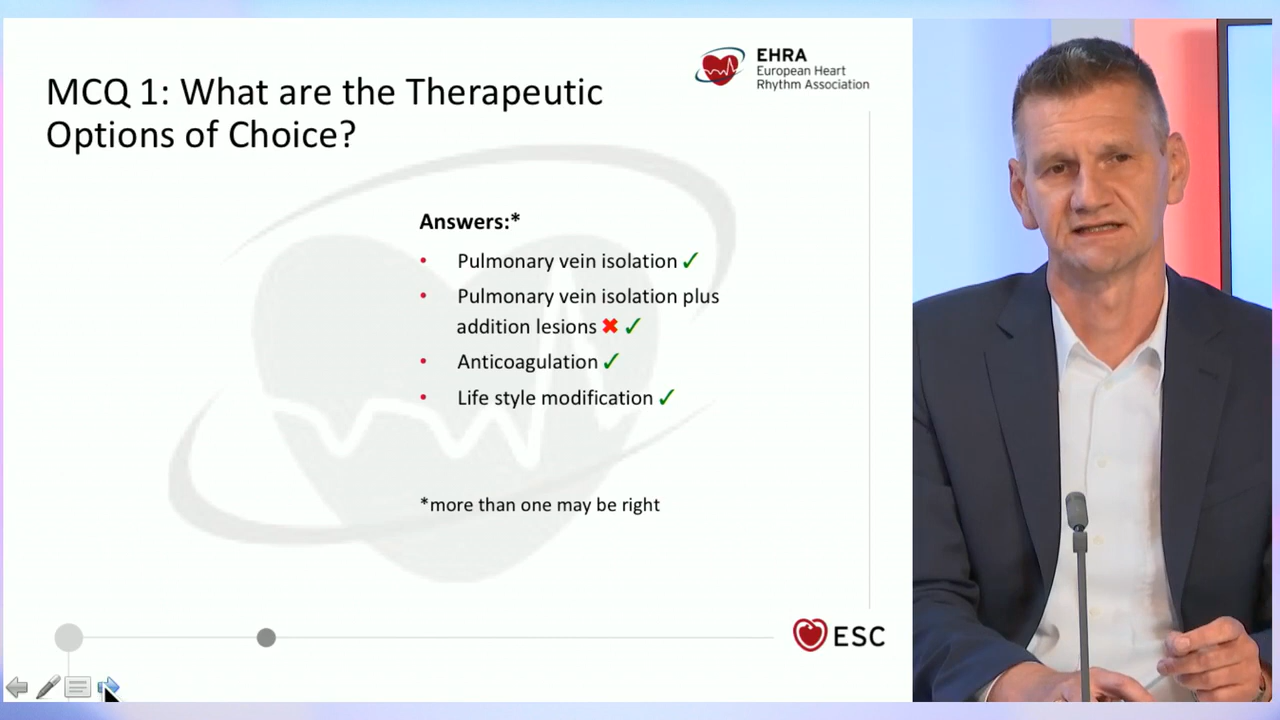 EHRA
European Heart
Rhythm Association
MCQ 1: What are the Therapeutic
Options of Choice?
Answers:*
• Pulmonary vein isolation ✓
• Pulmonary vein isolation plus
addition lesions ✖ ✓
• Anticoagulation ✓
• Life style modification ✓
*more than one may be right
ESC